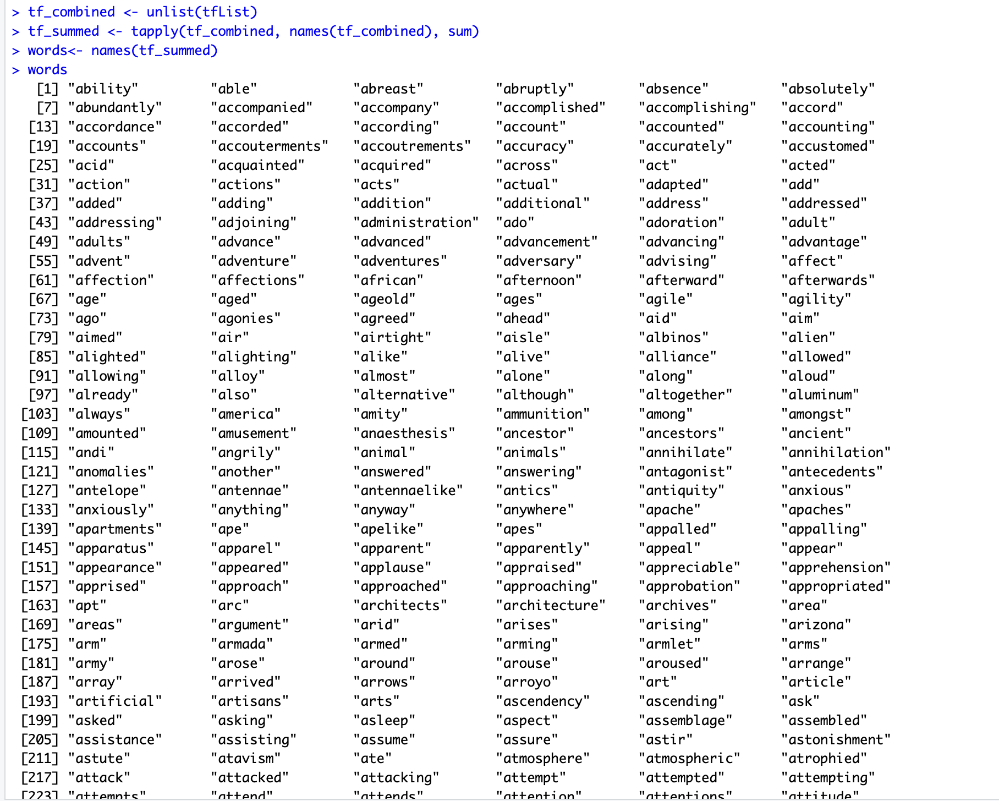 > tf_combined <- unlist(tfList)
> tf_summed <- tapply(tf_combined, names(tf_combined), sum)
> words<- names(tf_summed)
> words
[1] "ability" "able" "abreast" "abruptly" "absence" "absolutely"
[7] "abundantly" "accompanied" "accompany" "accomplished" "accomplishing" "accord"
[13] "accordance" "accorded" "according" "account" "accounted" "accounting"
[19] "accounts" "accouterments" "accoutrements" "accuracy" "accurately" "accustomed"
[25] "acid" "acquainted" "acquired" "across" "act" "acted"
[31] "action" "actions" "acts" "actual" "adapted" "add"
[37] "added" "adding" "addition" "additional" "address" "addressed"
[43] "addressing" "adjoining" "administration" "ado" "adoration" "adult"
[49] "adults" "advance" "advanced" "advancement" "advancing" "advantage"
[55] "advent" "adventure" "adventures" "adversary" "advising" "affect"
[61] "affection" "affections" "african" "afternoon" "afterward" "afterwards"
[67] "age" "aged" "ageold" "ages" "agile" "agility"
[73] "ago" "agonies" "agreed" "ahead" "aid" "aim"
[79] "aimed" "air" "airtight" "aisle" "albinos" "alien"
[85] "alighted" "alighting" "alike" "alive" "alliance" "allowed"
[91] "allowing" "alloy" "almost" "alone" "along" "aloud"
[97] "already" "also" "alternative" "although" "altogether" "aluminum"
[103] "always" "america" "amity" "ammunition" "among" "amongst"
[109] "amounted" "amusement" "anaesthesis" "ancestor" "ancestors" "ancient"
[115] "andi" "angrily" "animal" "animals" "annihilate" "annihilation"
[121] "anomalies" "another" "answered" "answering" "antagonist" "antecedents"
[127] "antelope" "antennae" "antennaelike" "antics" "antiquity" "anxious"
[133] "anxiously" "anything" "anyway" "anywhere" "apache" "apaches"
[139] "apartments" "ape" "apelike" "apes" "appalled" "appalling"
[145] "apparatus" "apparel" "apparent" "apparently" "appeal" "appear"
[151] "appearance" "appeared" "applause" "appraised" "appreciable" "apprehension"
[157] "apprised" "approach" "approached" "approaching" "approbation" "appropriated"
[163] "apt" "arc" "architects" "architecture" "archives" "area"
[169] "areas" "argument" "arid" "arises" "arising" "arizona"
[175] "arm" "armada" "armed" "arming" "armlet" "arms"
[181] "army" "arose" "around" "arouse" "aroused" "arrange"
[187] "array" "arrived" "arrows" "arroyo" "art" "article"
[193] "artificial" "artisans" "arts" "ascendency" "ascending" "ask"
[199] "asked" "asking" "asleep" "aspect" "assemblage" "assembled"
[205] "assistance" "assisting" "assume" "assure" "astir" "astonishment"
[211] "astute" "atavism" "ate" "atmosphere" "atmospheric" "atrophied"
[217] "attack" "attacked" "attacking" "attempt" "attempted" "attempting"
[223] "attempts" "attend" "attends" "attention" "attentions" "attitude"